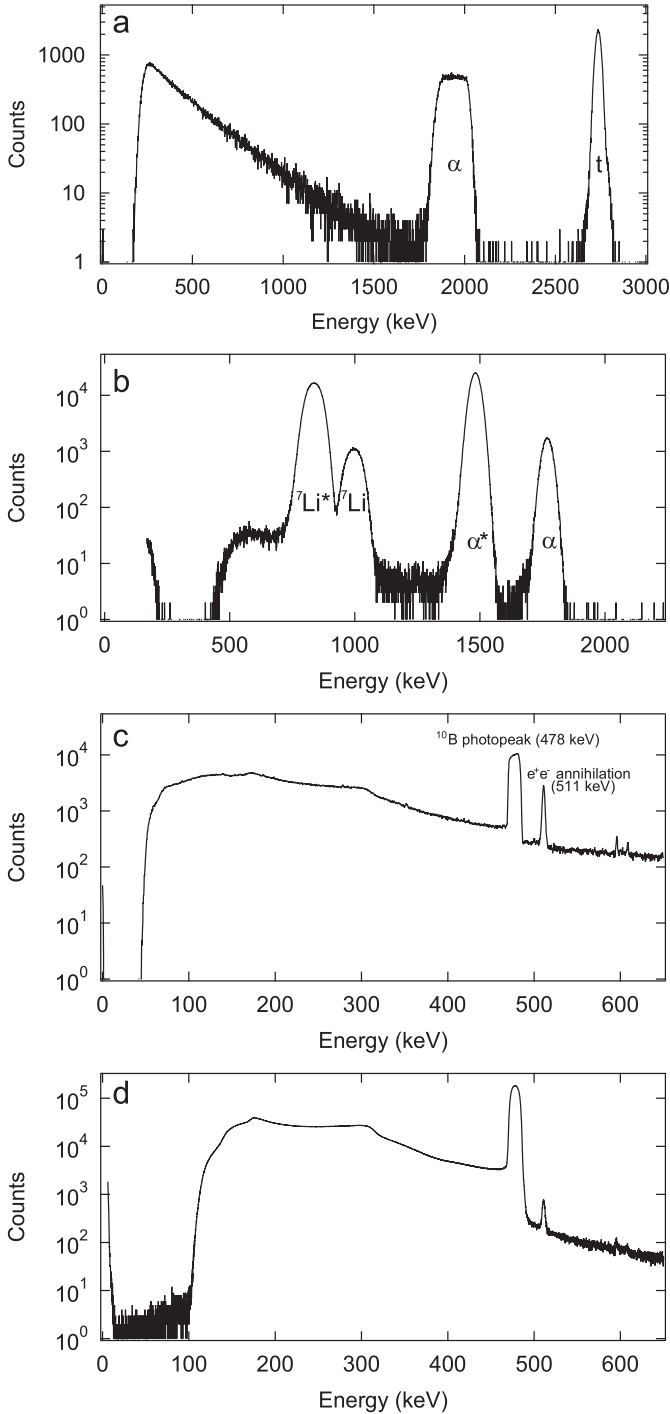 a
1000
100
10
1
Counts
α
t
0 500 1000 1500 2000 2500 3000
Energy (keV)
b
10⁴
10³
10²
10¹
10⁰
Counts
⁷Li* ⁷Li
α* α
0 500 1000 1500 2000
Energy (keV)
c
¹⁰B photopeak (478 keV)
e⁺e⁻ annihilation
(511 keV)
10⁴
10³
10²
10¹
10⁰
Counts
0 100 200 300 400 500 600
Energy (keV)
d
10⁵
10⁴
10³
10²
10¹
10⁰
Counts
0 100 200 300 400 500 600
Energy (keV)